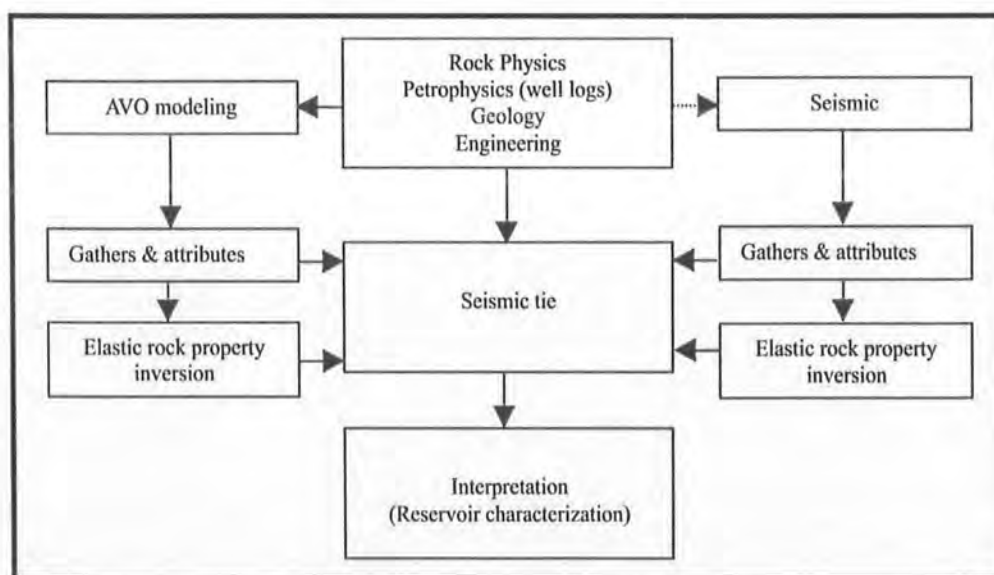 Rock Physics
Petrophysics (well logs)
Geology
Engineering
AVO modeling
Seismic
Gathers & attributes
Seismic tie
Gathers & attributes
Elastic rock property
inversion
Elastic rock property
inversion
Interpretation
(Reservoir characterization)